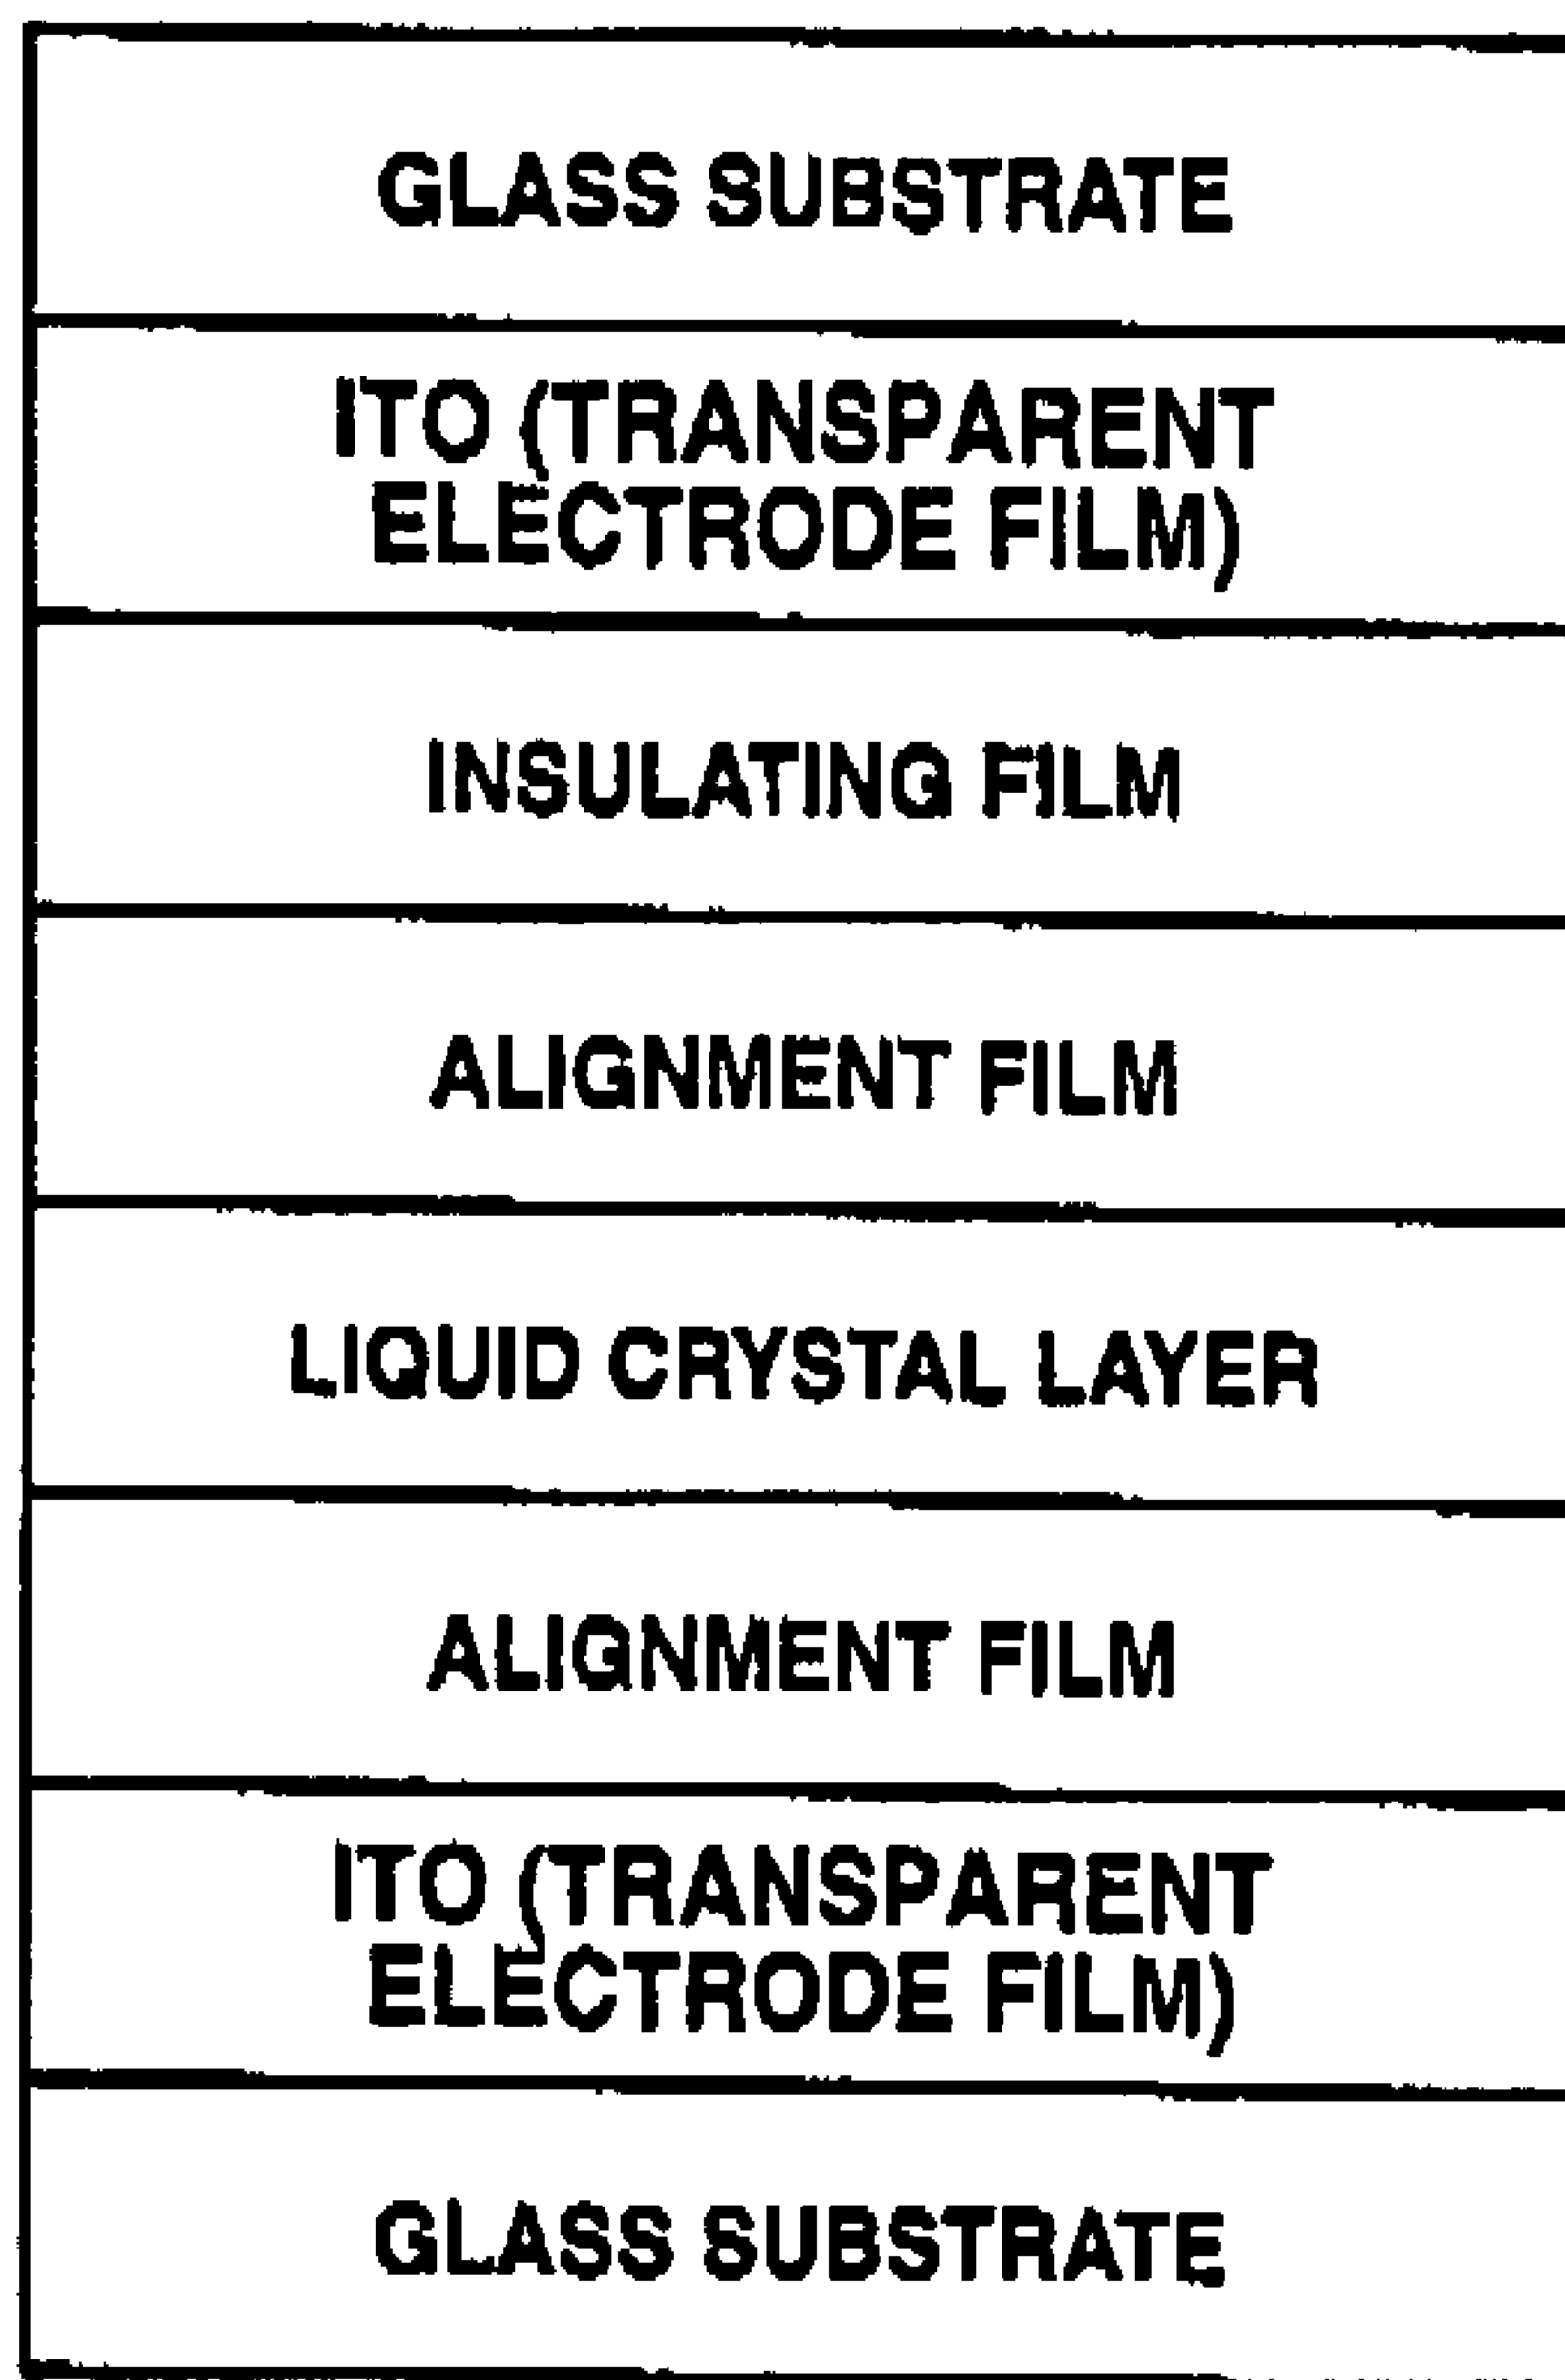 GLASS SUBSTRATE
ITO (TRANSPARENT
ELECTRODE FILM)
INSULATING FILM
ALIGNMENT FILM
LIQUID CRYSTAL LAYER
ALIGNMENT FILM
ITO (TRANSPARENT
ELECTRODE FILM)
GLASS SUBSTRATE